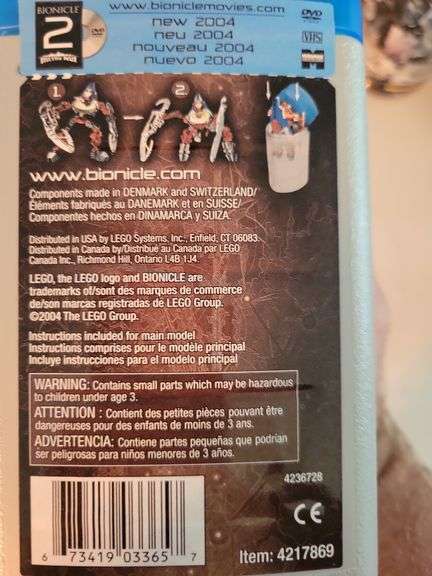 www.bioniclemovies.com
BIONICLE
2
new 2004
neu 2004
nouveau 2004
nuevo 2004
DVD
VHS
1
2
www.bionicle.com
Components made in DENMARK and SWITZERLAND/
Éléments fabriqués au DANEMARK et en SUISSE/
Componentes hechos en DINAMARCA y SUIZA.
Distributed in USA by LEGO Systems, Inc., Enfield, CT 06083.
Distributed in Canada by/Distribué au Canada par LEGO
Canada Inc., Richmond Hill, Ontario L4B 1J4.
LEGO, the LEGO logo and BIONICLE are
trademarks of/sont des marques de commerce
de/son marcas registradas de LEGO Group.
©2004 The LEGO Group.
Instructions included for main model
Instructions comprises pour le modèle principal
Incluye instrucciones para el modelo principal
WARNING: Contains small parts which may be hazardous
to children under age 3.
ATTENTION : Contient des petites pièces pouvant être
dangereuses pour des enfants de moins de 3 ans.
ADVERTENCIA: Contiene partes pequeñas que podrían
ser peligrosas para niños menores de 3 años.
4236728
CE
6 73419 03365 7
Item: 4217869